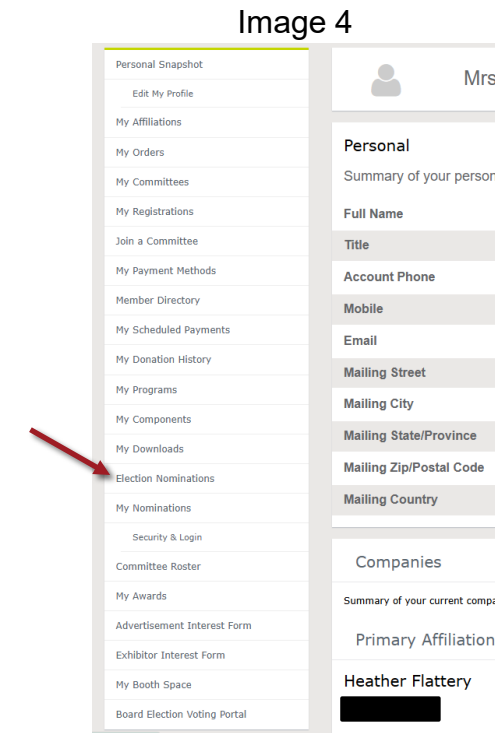 Image 4
Personal Snapshot
Edit My Profile
My Affiliations
My Orders
My Committees
My Registrations
Join a Committee
My Payment Methods
Member Directory
My Scheduled Payments
My Donation History
My Programs
My Components
My Downloads
Election Nominations
My Nominations
Security & Login
Committee Roster
My Awards
Advertisement Interest Form
Exhibitor Interest Form
My Booth Space
Board Election Voting Portal
Mrs
Personal
Summary of your person
Full Name
Title
Account Phone
Mobile
Email
Mailing Street
Mailing City
Mailing State/Province
Mailing Zip/Postal Code
Mailing Country
Companies
Summary of your current compa
Primary Affiliation
Heather Flattery